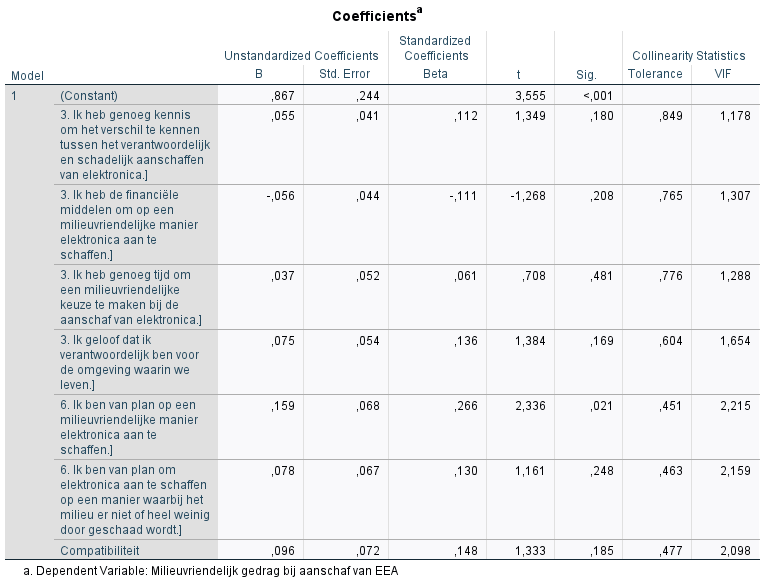 Coefficientsᵃ
Standardized
Unstandardized Coefficients Coefficients Collinearity Statistics
Model B Std. Error Beta t Sig. Tolerance VIF
1 (Constant) ,867 ,244 3,555 <,001
3. Ik heb genoeg kennis ,055 ,041 ,112 1,349 ,180 ,849 1,178
om het verschil te kennen
tussen het verantwoordelijk
en schadelijk aanschaffen
van elektronica.]
3. Ik heb de financiële -,056 ,044 -,111 -1,268 ,208 ,765 1,307
middelen om op een
milieuvriendelijke manier
elektronica aan te
schaffen.]
3. Ik heb genoeg tijd om ,037 ,052 ,061 ,708 ,481 ,776 1,288
een milieuvriendelijke
keuze te maken bij de
aanschaf van elektronica.]
3. Ik geloof dat ik ,075 ,054 ,136 1,384 ,169 ,604 1,654
verantwoordelijk ben voor
de omgeving waarin we
leven.]
6. Ik ben van plan op een ,159 ,068 ,266 2,336 ,021 ,451 2,215
milieuvriendelijke manier
elektronica aan te
schaffen.]
6. Ik ben van plan om ,078 ,067 ,130 1,161 ,248 ,463 2,159
elektronica aan te schaffen
op een manier waarbij het
milieu er niet of heel weinig
door geschaad wordt.]
Compatibiliteit ,096 ,072 ,148 1,333 ,185 ,477 2,098
a. Dependent Variable: Milieuvriendelijk gedrag bij aanschaf van EEA